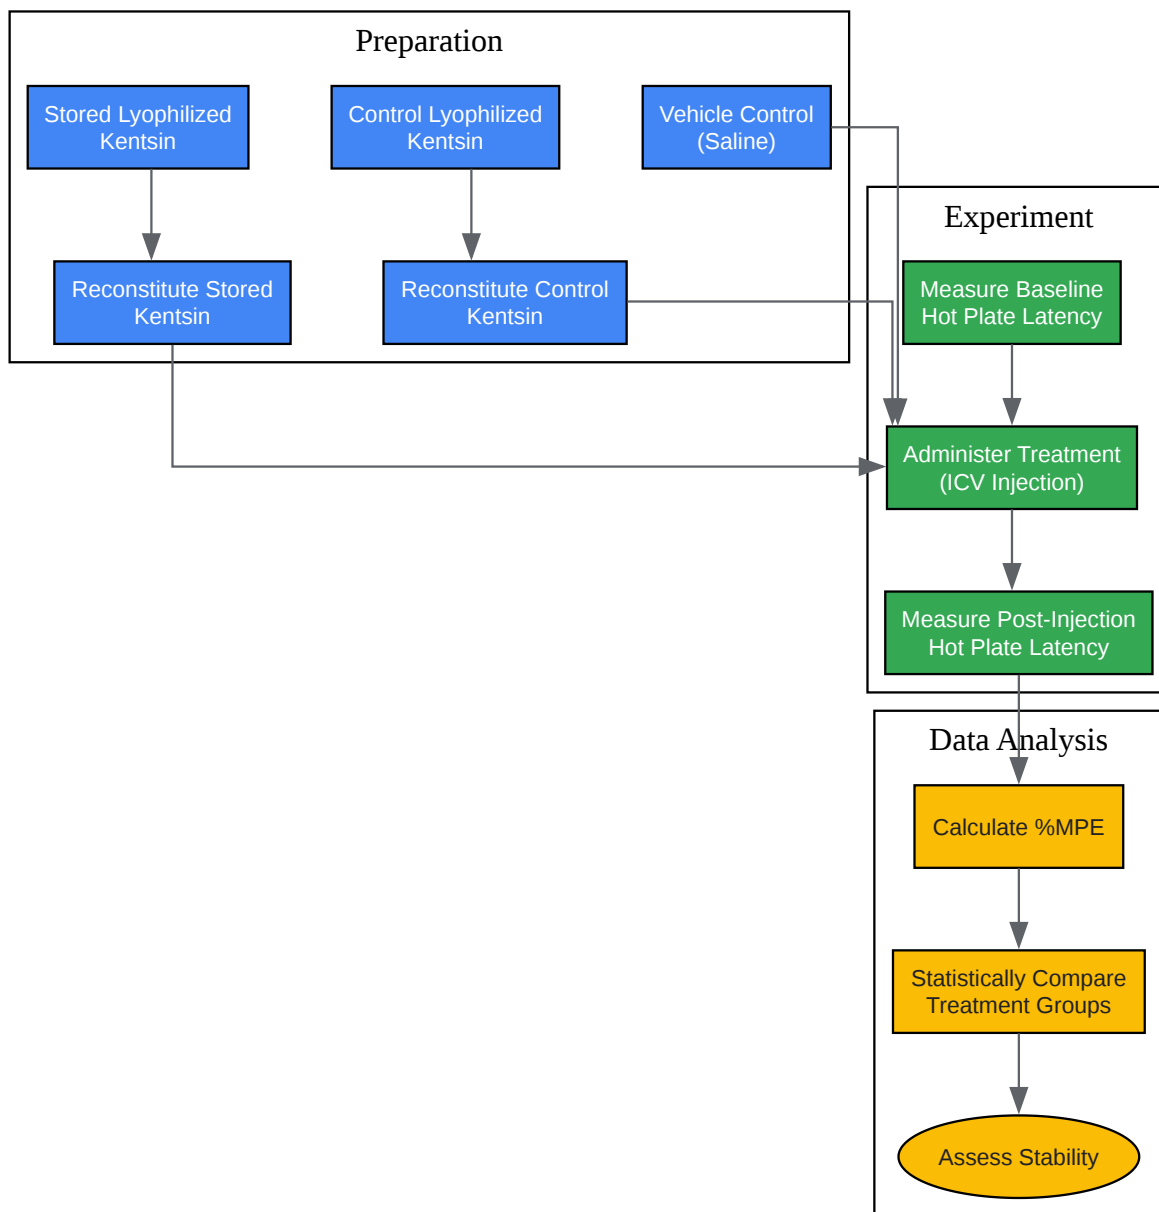 Preparation
Stored Lyophilized
Kentsin
Control Lyophilized
Kentsin
Vehicle Control
(Saline)
Reconstitute Stored
Kentsin
Reconstitute Control
Kentsin
Experiment
Measure Baseline
Hot Plate Latency
Administer Treatment
(ICV Injection)
Measure Post-Injection
Hot Plate Latency
Data Analysis
Calculate %MPE
Statistically Compare
Treatment Groups
Assess Stability